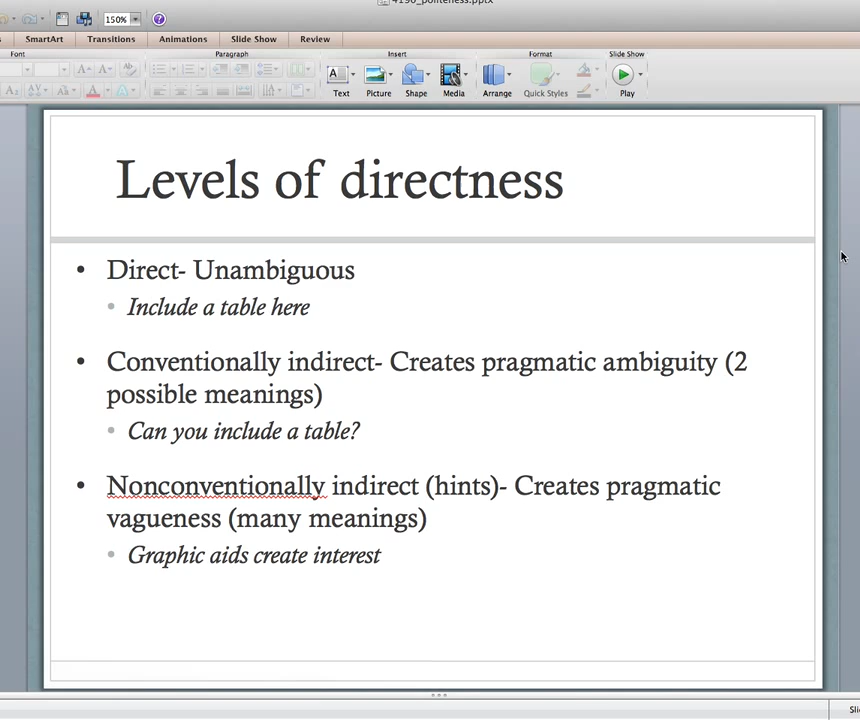 4190_politeness.pptx
150%
SmartArt Transitions Animations Slide Show Review
Font Paragraph Insert Format Slide Show
Text Picture Shape Media Arrange Quick Styles Play
Levels of directness
• Direct- Unambiguous
• Include a table here
• Conventionally indirect- Creates pragmatic ambiguity (2
possible meanings)
• Can you include a table?
• Nonconventionally indirect (hints)- Creates pragmatic
vagueness (many meanings)
• Graphic aids create interest